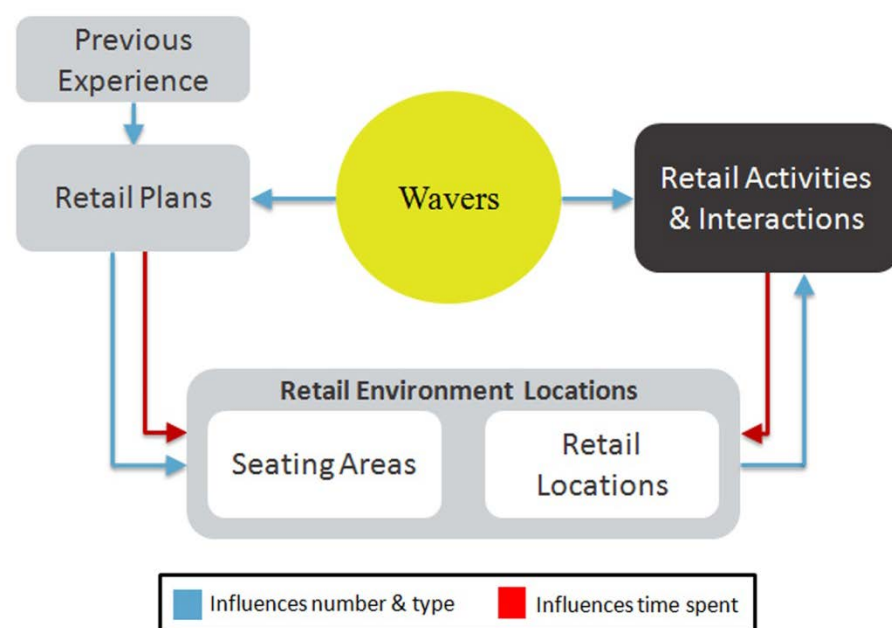 Previous
Experience
Retail Plans
Wavers
Retail Activities
& Interactions
Retail Environment Locations
Seating Areas
Retail
Locations
Influences number & type
Influences time spent